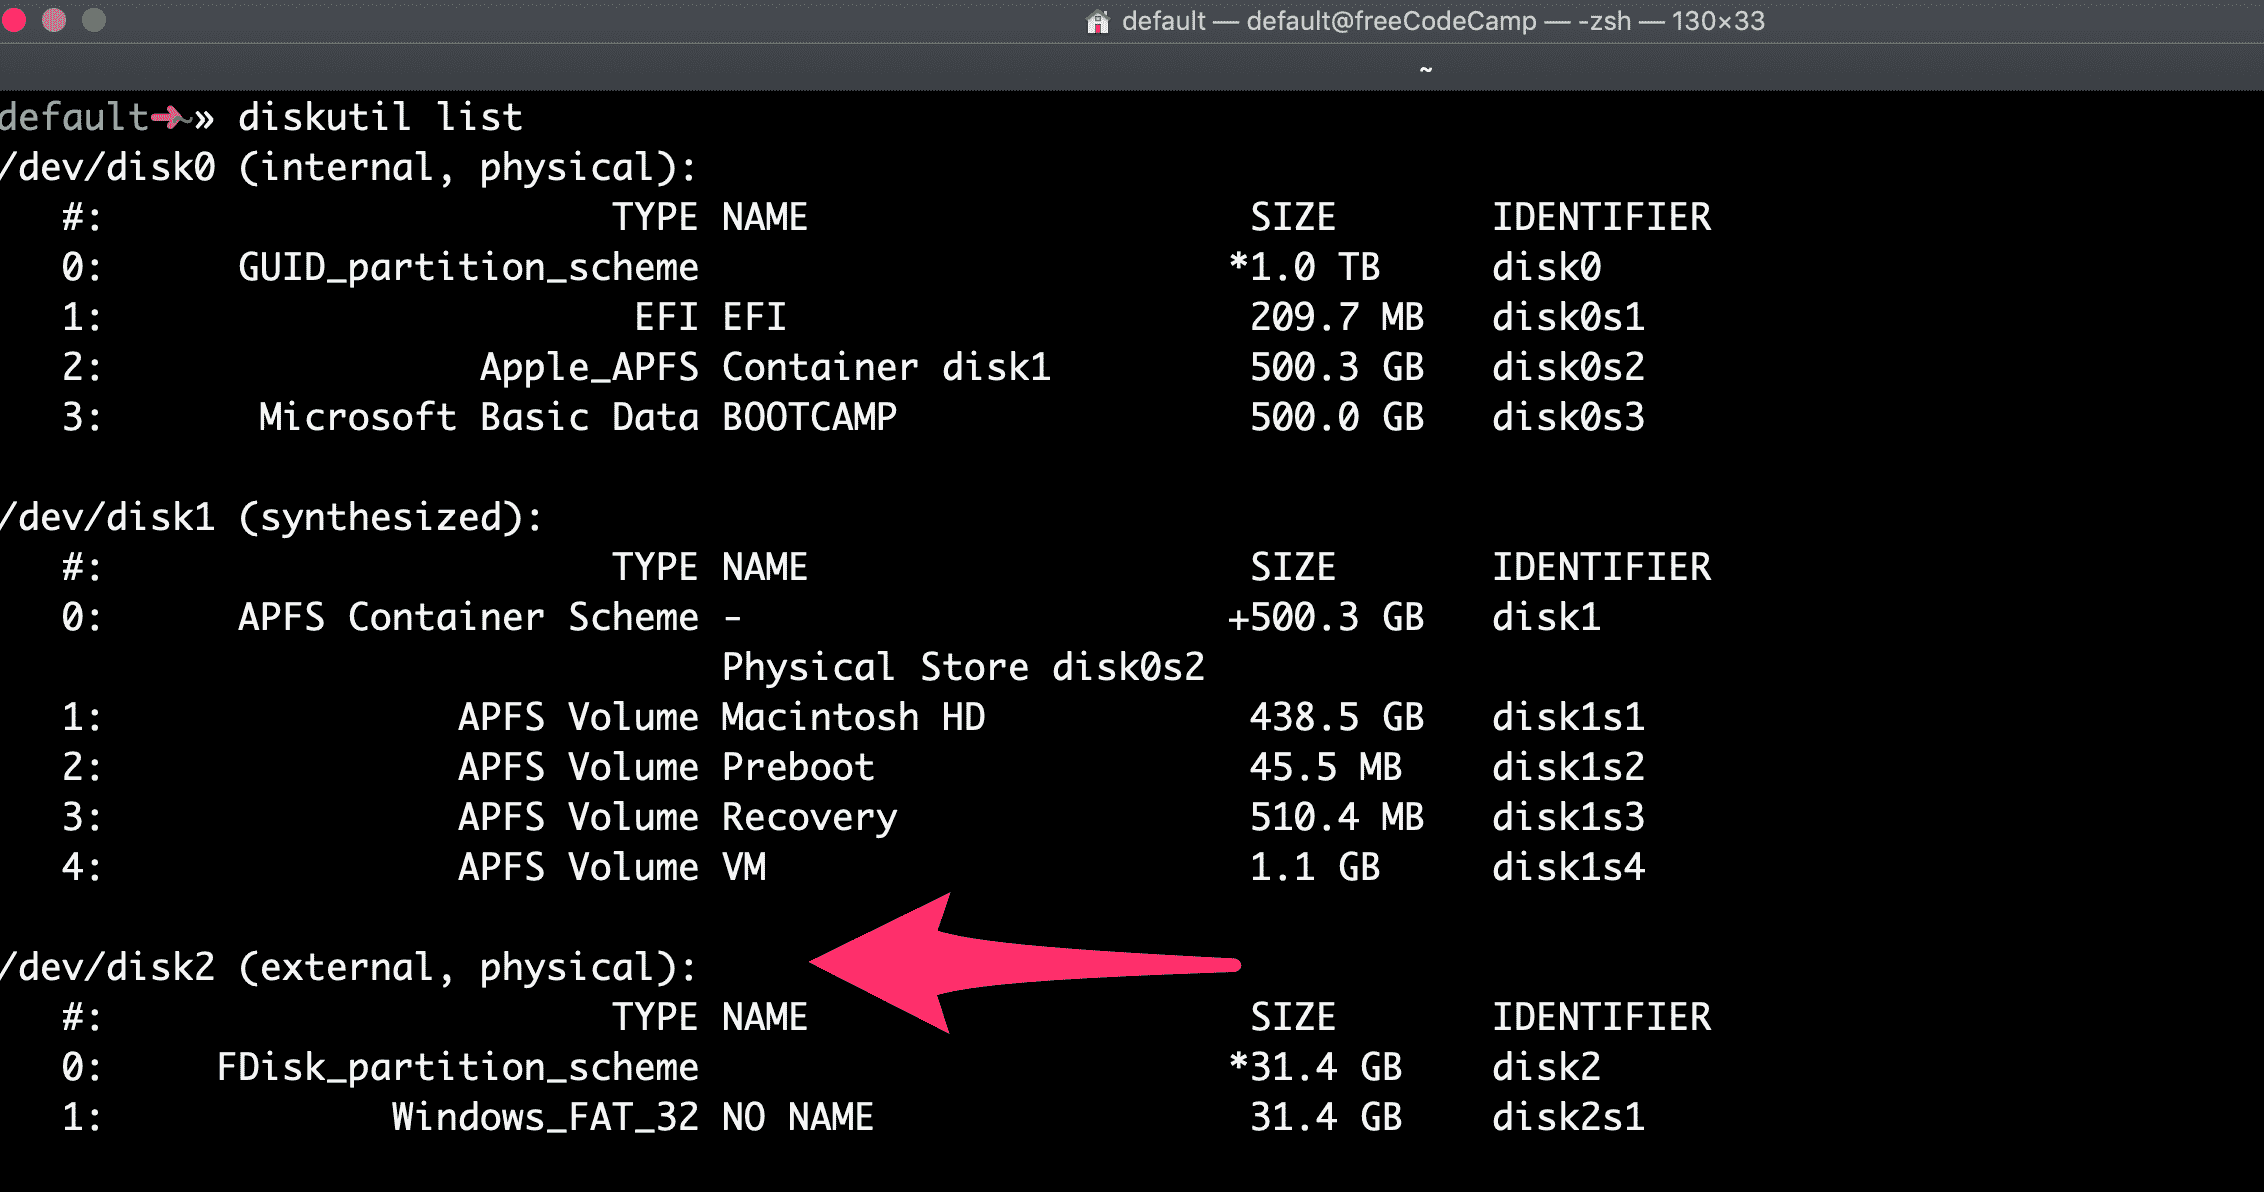 default — default@freeCodeCamp — -zsh — 130×33
~
default~» diskutil list
/dev/disk0 (internal, physical):
#: TYPE NAME SIZE IDENTIFIER
0: GUID_partition_scheme *1.0 TB disk0
1: EFI EFI 209.7 MB disk0s1
2: Apple_APFS Container disk1 500.3 GB disk0s2
3: Microsoft Basic Data BOOTCAMP 500.0 GB disk0s3
/dev/disk1 (synthesized):
#: TYPE NAME SIZE IDENTIFIER
0: APFS Container Scheme - +500.3 GB disk1
Physical Store disk0s2
1: APFS Volume Macintosh HD 438.5 GB disk1s1
2: APFS Volume Preboot 45.5 MB disk1s2
3: APFS Volume Recovery 510.4 MB disk1s3
4: APFS Volume VM 1.1 GB disk1s4
/dev/disk2 (external, physical):
#: TYPE NAME SIZE IDENTIFIER
0: FDisk_partition_scheme *31.4 GB disk2
1: Windows_FAT_32 NO NAME 31.4 GB disk2s1